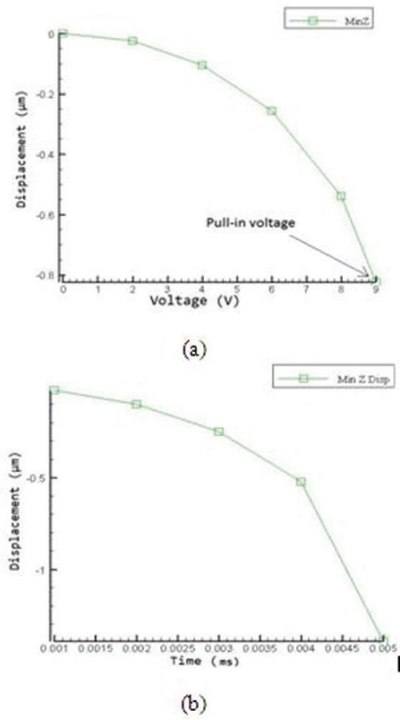 MinZ
0
-0.2
-0.4
-0.6
-0.8
Displacement (µm)
Pull-in voltage
0 1 2 3 4 5 6 7 8 9
Voltage (V)
(a)
Min Z Disp
-0.5
-1
Displacement (µm)
0.001 0.0015 0.002 0.0025 0.003 0.0035 0.004 0.0045 0.005
Time (ms)
(b)